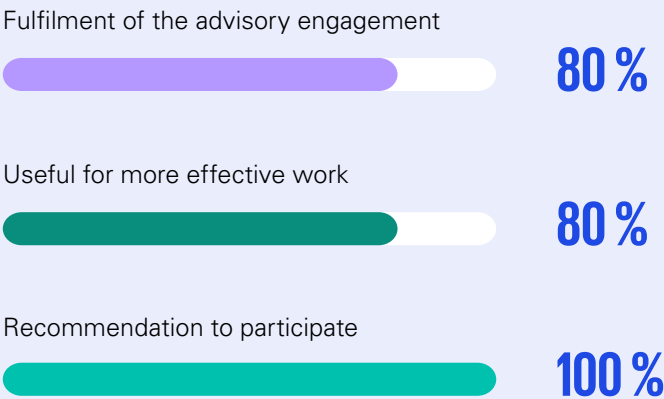 Fulfilment of the advisory engagement
80 %
Useful for more effective work
80 %
Recommendation to participate
100 %